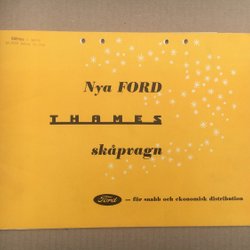 Nya FORD
THAMES
skåpvagn
Ford
– för snabb och ekonomisk distribution